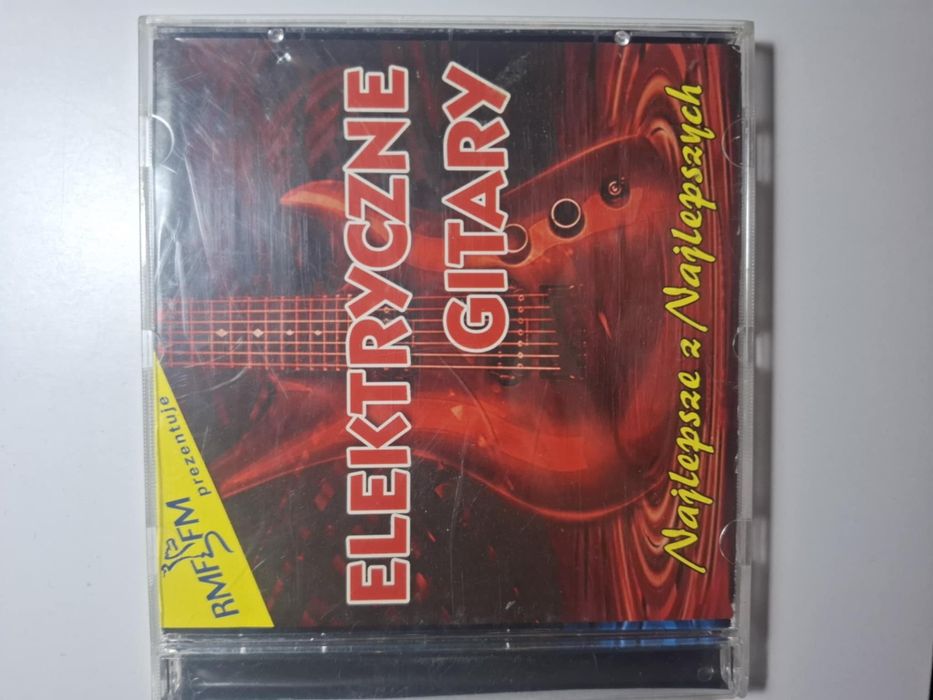 RMF FM
prezentuje
ELEKTRYCZNE
GITARY
Najlepsze z Najlepszych